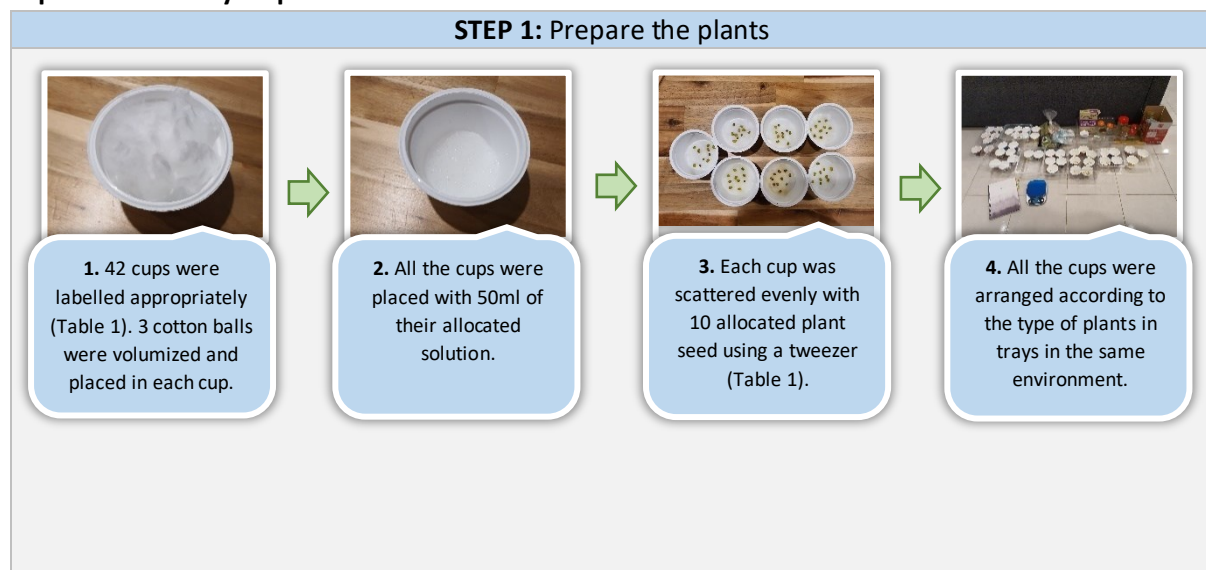 STEP 1: Prepare the plants
1. 42 cups were
labelled appropriately
(Table 1). 3 cotton balls
were volumized and
placed in each cup.
2. All the cups were
placed with 50ml of
their allocated
solution.
3. Each cup was
scattered evenly with
10 allocated plant
seed using a tweezer
(Table 1).
4. All the cups were
arranged according to
the type of plants in
trays in the same
environment.